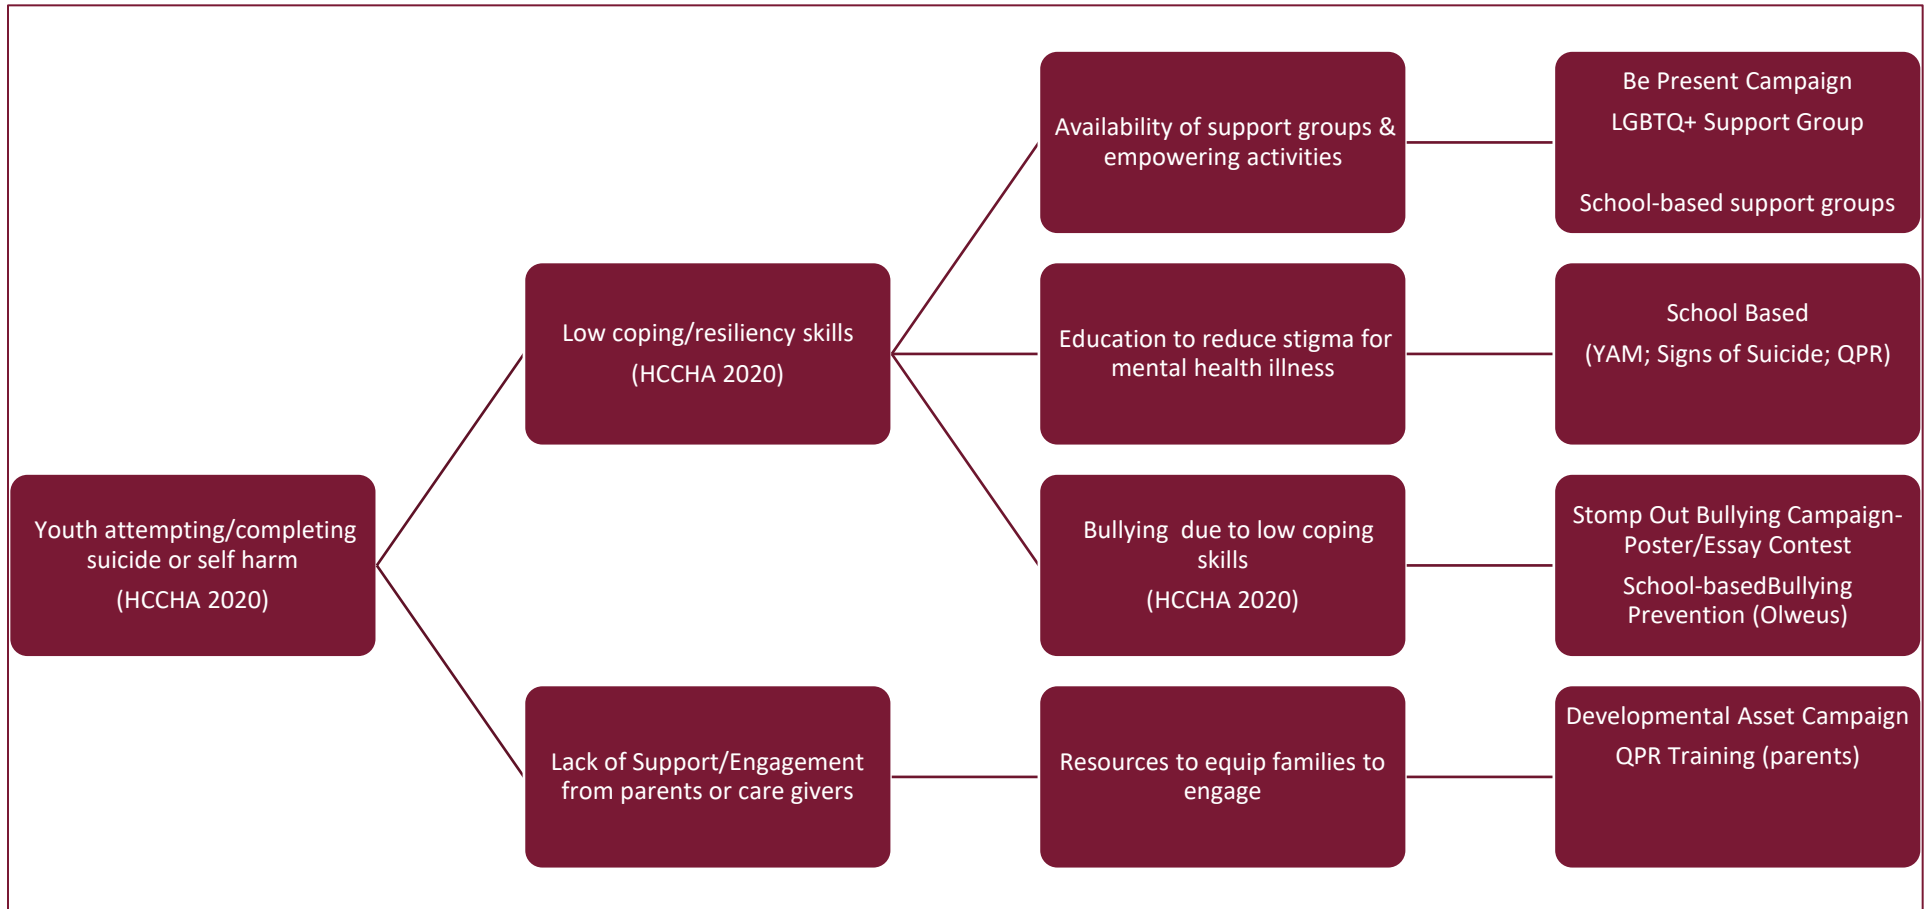 Youth attempting/completing
suicide or self harm
(HCCHA 2020)
Low coping/resiliency skills
(HCCHA 2020)
Lack of Support/Engagement
from parents or care givers
Availability of support groups &
empowering activities
Education to reduce stigma for
mental health illness
Bullying  due to low coping
skills
(HCCHA 2020)
Resources to equip families to
engage
Be Present Campaign
LGBTQ+ Support Group
School-based support groups
School Based
(YAM; Signs of Suicide; QPR)
Stomp Out Bullying Campaign-
Poster/Essay Contest
School-basedBullying
Prevention (Olweus)
Developmental Asset Campaign
QPR Training (parents)